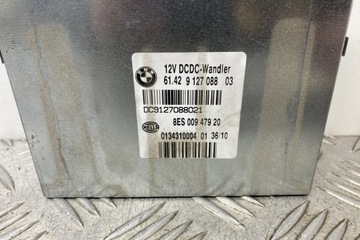 12V DCDC-Wandler
61.42 9 127 088 03
DC9127088021
8ES 009 479 20
0134310004 01 36/10